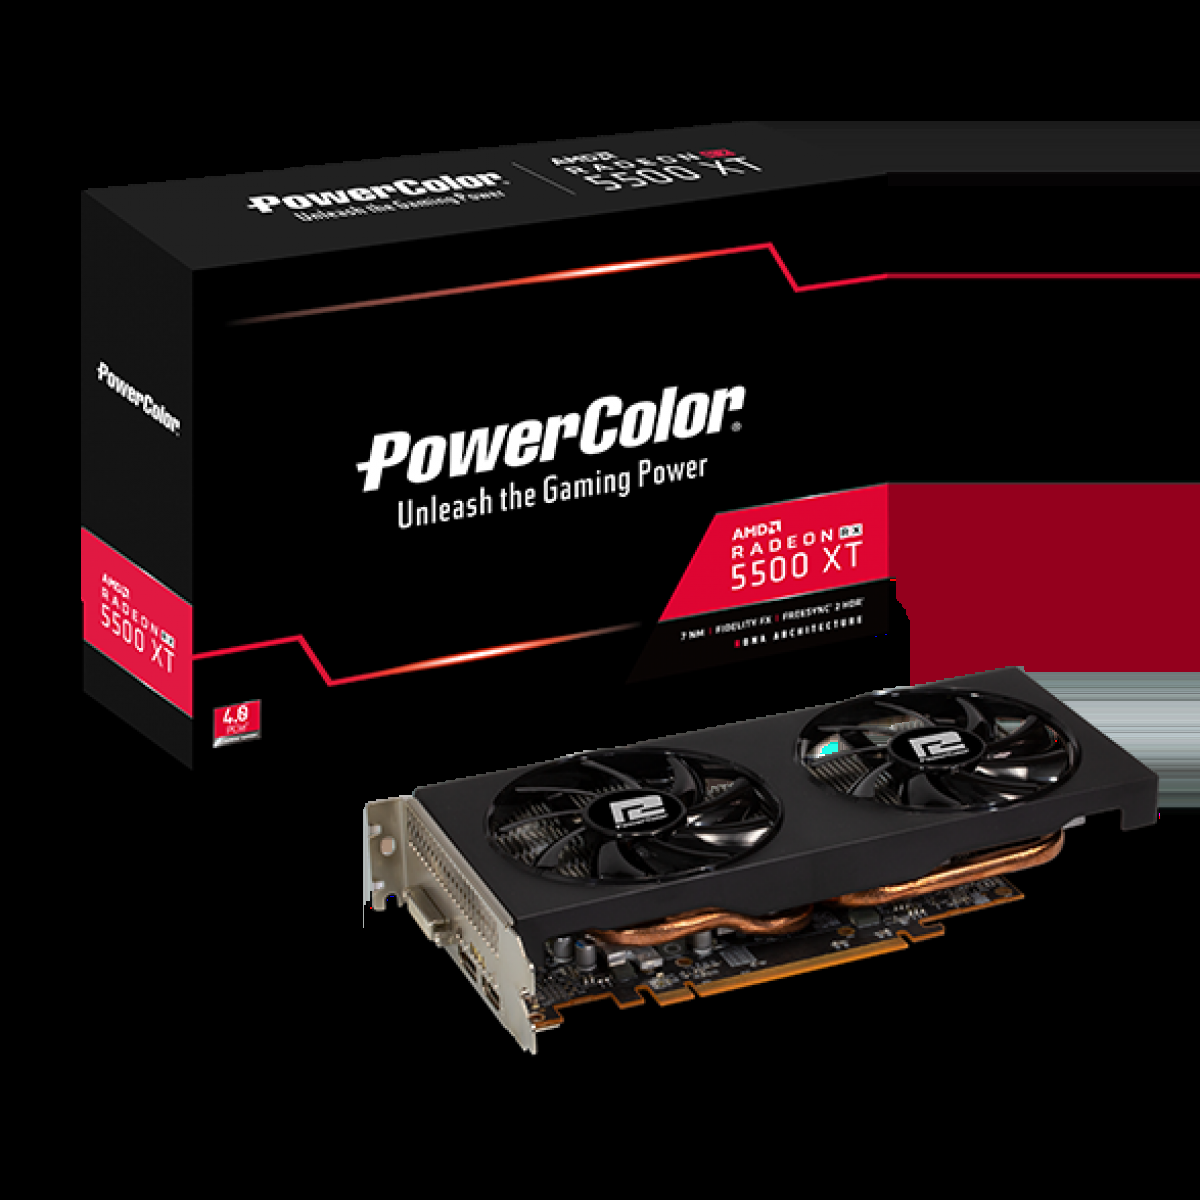 PowerColor
Unleash the Gaming Power
AMD
RADEON RX
5500 XT
PowerColor
PowerColor®
Unleash the Gaming Power
AMD
RADEON RX
5500 XT
7 NM | FIDELITY FX | FREESYNC 2 HDR
RDNA ARCHITECTURE
AMD
RADEON RX
5500 XT
4.0
PCIe
PowerColor
PowerColor